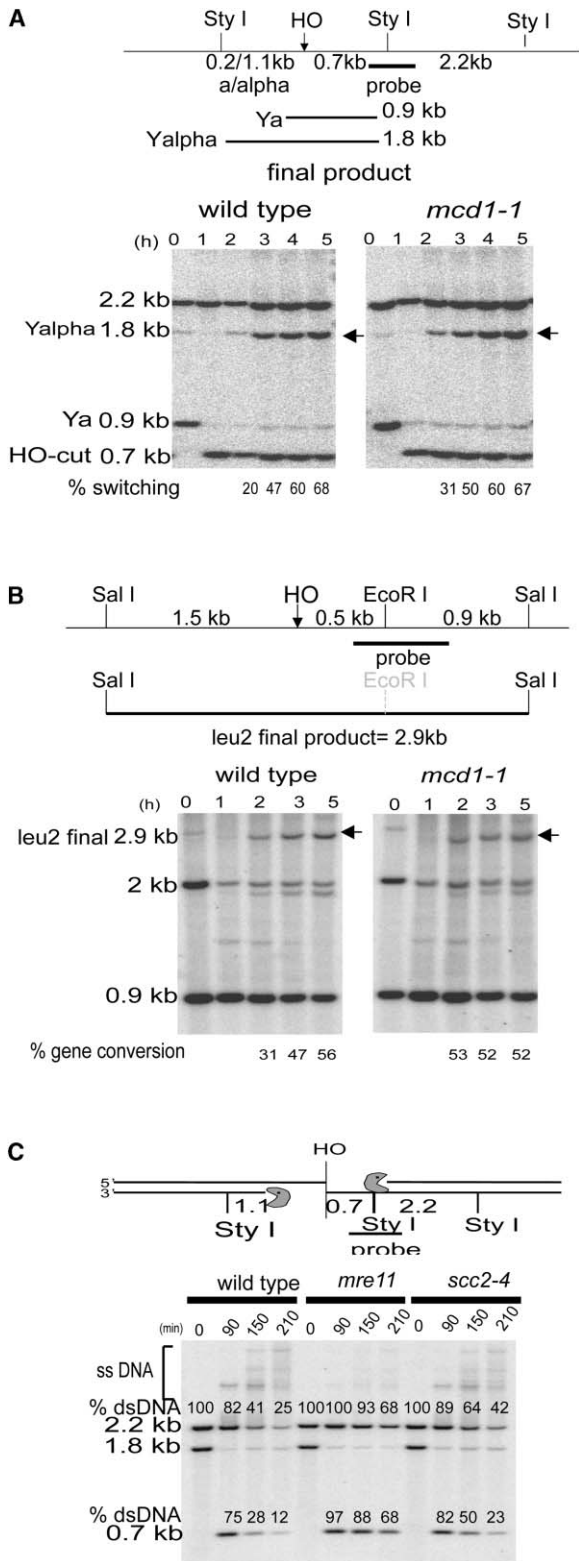 A
Sty I HO Sty I Sty I
0.2/1.1kb 0.7kb 2.2kb
a/alpha probe
Ya 0.9 kb
Yalpha 1.8 kb
final product
wild type mcd1-1
(h) 0 1 2 3 4 5 0 1 2 3 4 5
2.2 kb
Yalpha 1.8 kb
Ya 0.9 kb
HO-cut 0.7 kb
% switching 20 47 60 68 31 50 60 67
B
Sal I HO EcoR I Sal I
1.5 kb 0.5 kb 0.9 kb
probe
Sal I EcoR I Sal I
leu2 final product= 2.9kb
wild type mcd1-1
(h) 0 1 2 3 5 0 1 2 3 5
leu2 final 2.9 kb
2 kb
0.9 kb
% gene conversion 31 47 56 53 52 52
C
HO
5'
3'
1.1 0.7 2.2
Sty I Sty I Sty I
probe
wild type mre11 scc2-4
(min) 0 90 150 210 0 90 150 210 0 90 150 210
ss DNA
% dsDNA 100 82 41 25 100 100 93 68 100 89 64 42
2.2 kb
1.8 kb
% dsDNA 75 28 12 97 88 68 82 50 23
0.7 kb